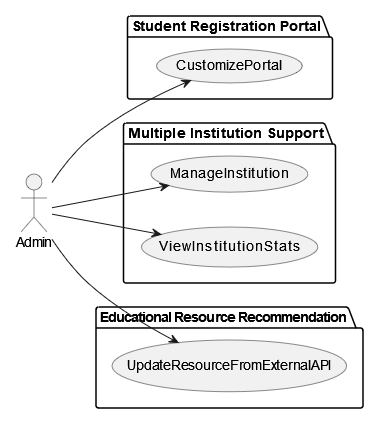 Student Registration Portal
CustomizePortal
Multiple Institution Support
ManageInstitution
Admin
ViewInstitutionStats
Educational Resource Recommendation
UpdateResourceFromExternalAPI